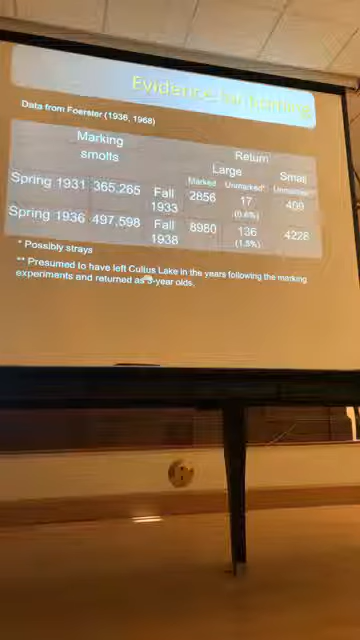 Evidence for homing
Data from Foerster (1936, 1968)
Marking smolts
Return
Large
Small
Marked
Unmarked*
Unmarked**
Spring 1931
365,265
Fall 1933
2856
17 (0.6%)
409
Spring 1936
497,598
Fall 1938
8980
136 (1.5%)
4228
* Possibly strays
** Presumed to have left Cultus Lake in the years following the marking
experiments and returned as 3-year olds.